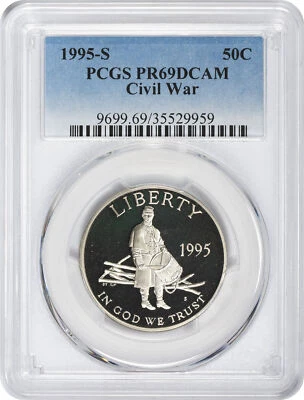 1995-S 50C
PCGS PR69DCAM
Civil War
9699.69/35529959
LIBERTY
1995
S
IN GOD WE TRUST